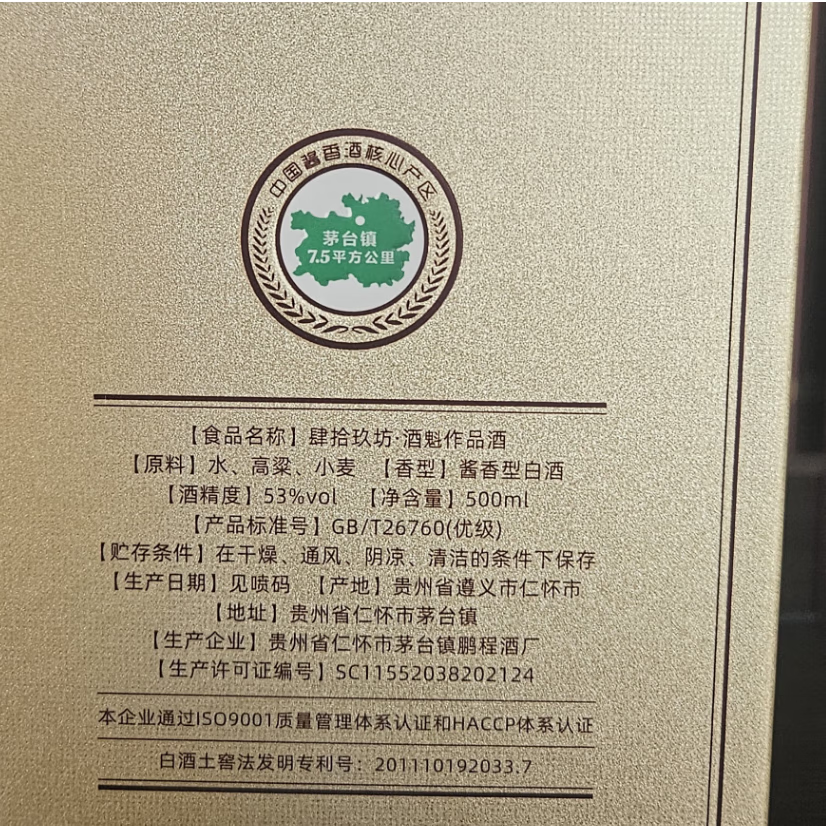 中国酱香酒核心产区
茅台镇
7.5平方公里
【食品名称】肆拾玖坊·酒魁作品酒
【原料】水、高粱、小麦 【香型】酱香型白酒
【酒精度】53%vol 【净含量】500ml
【产品标准号】GB/T26760(优级)
【贮存条件】在干燥、通风、阴凉、清洁的条件下保存
【生产日期】见喷码 【产地】贵州省遵义市仁怀市
【地址】贵州省仁怀市茅台镇
【生产企业】贵州省仁怀市茅台镇鹏程酒厂
【生产许可证编号】SC11552038202124
本企业通过ISO9001质量管理体系认证和HACCP体系认证
白酒土窖法发明专利号：201110192033.7